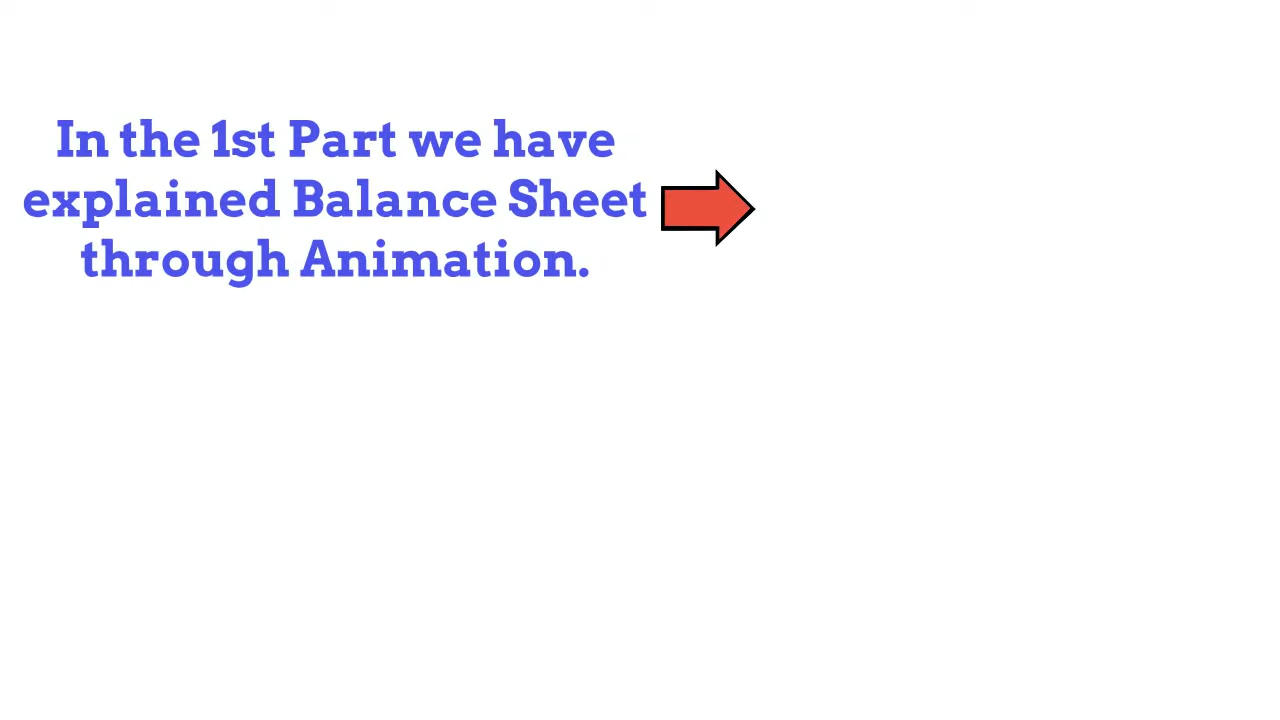 In the 1st Part we have
explained Balance Sheet
through Animation.